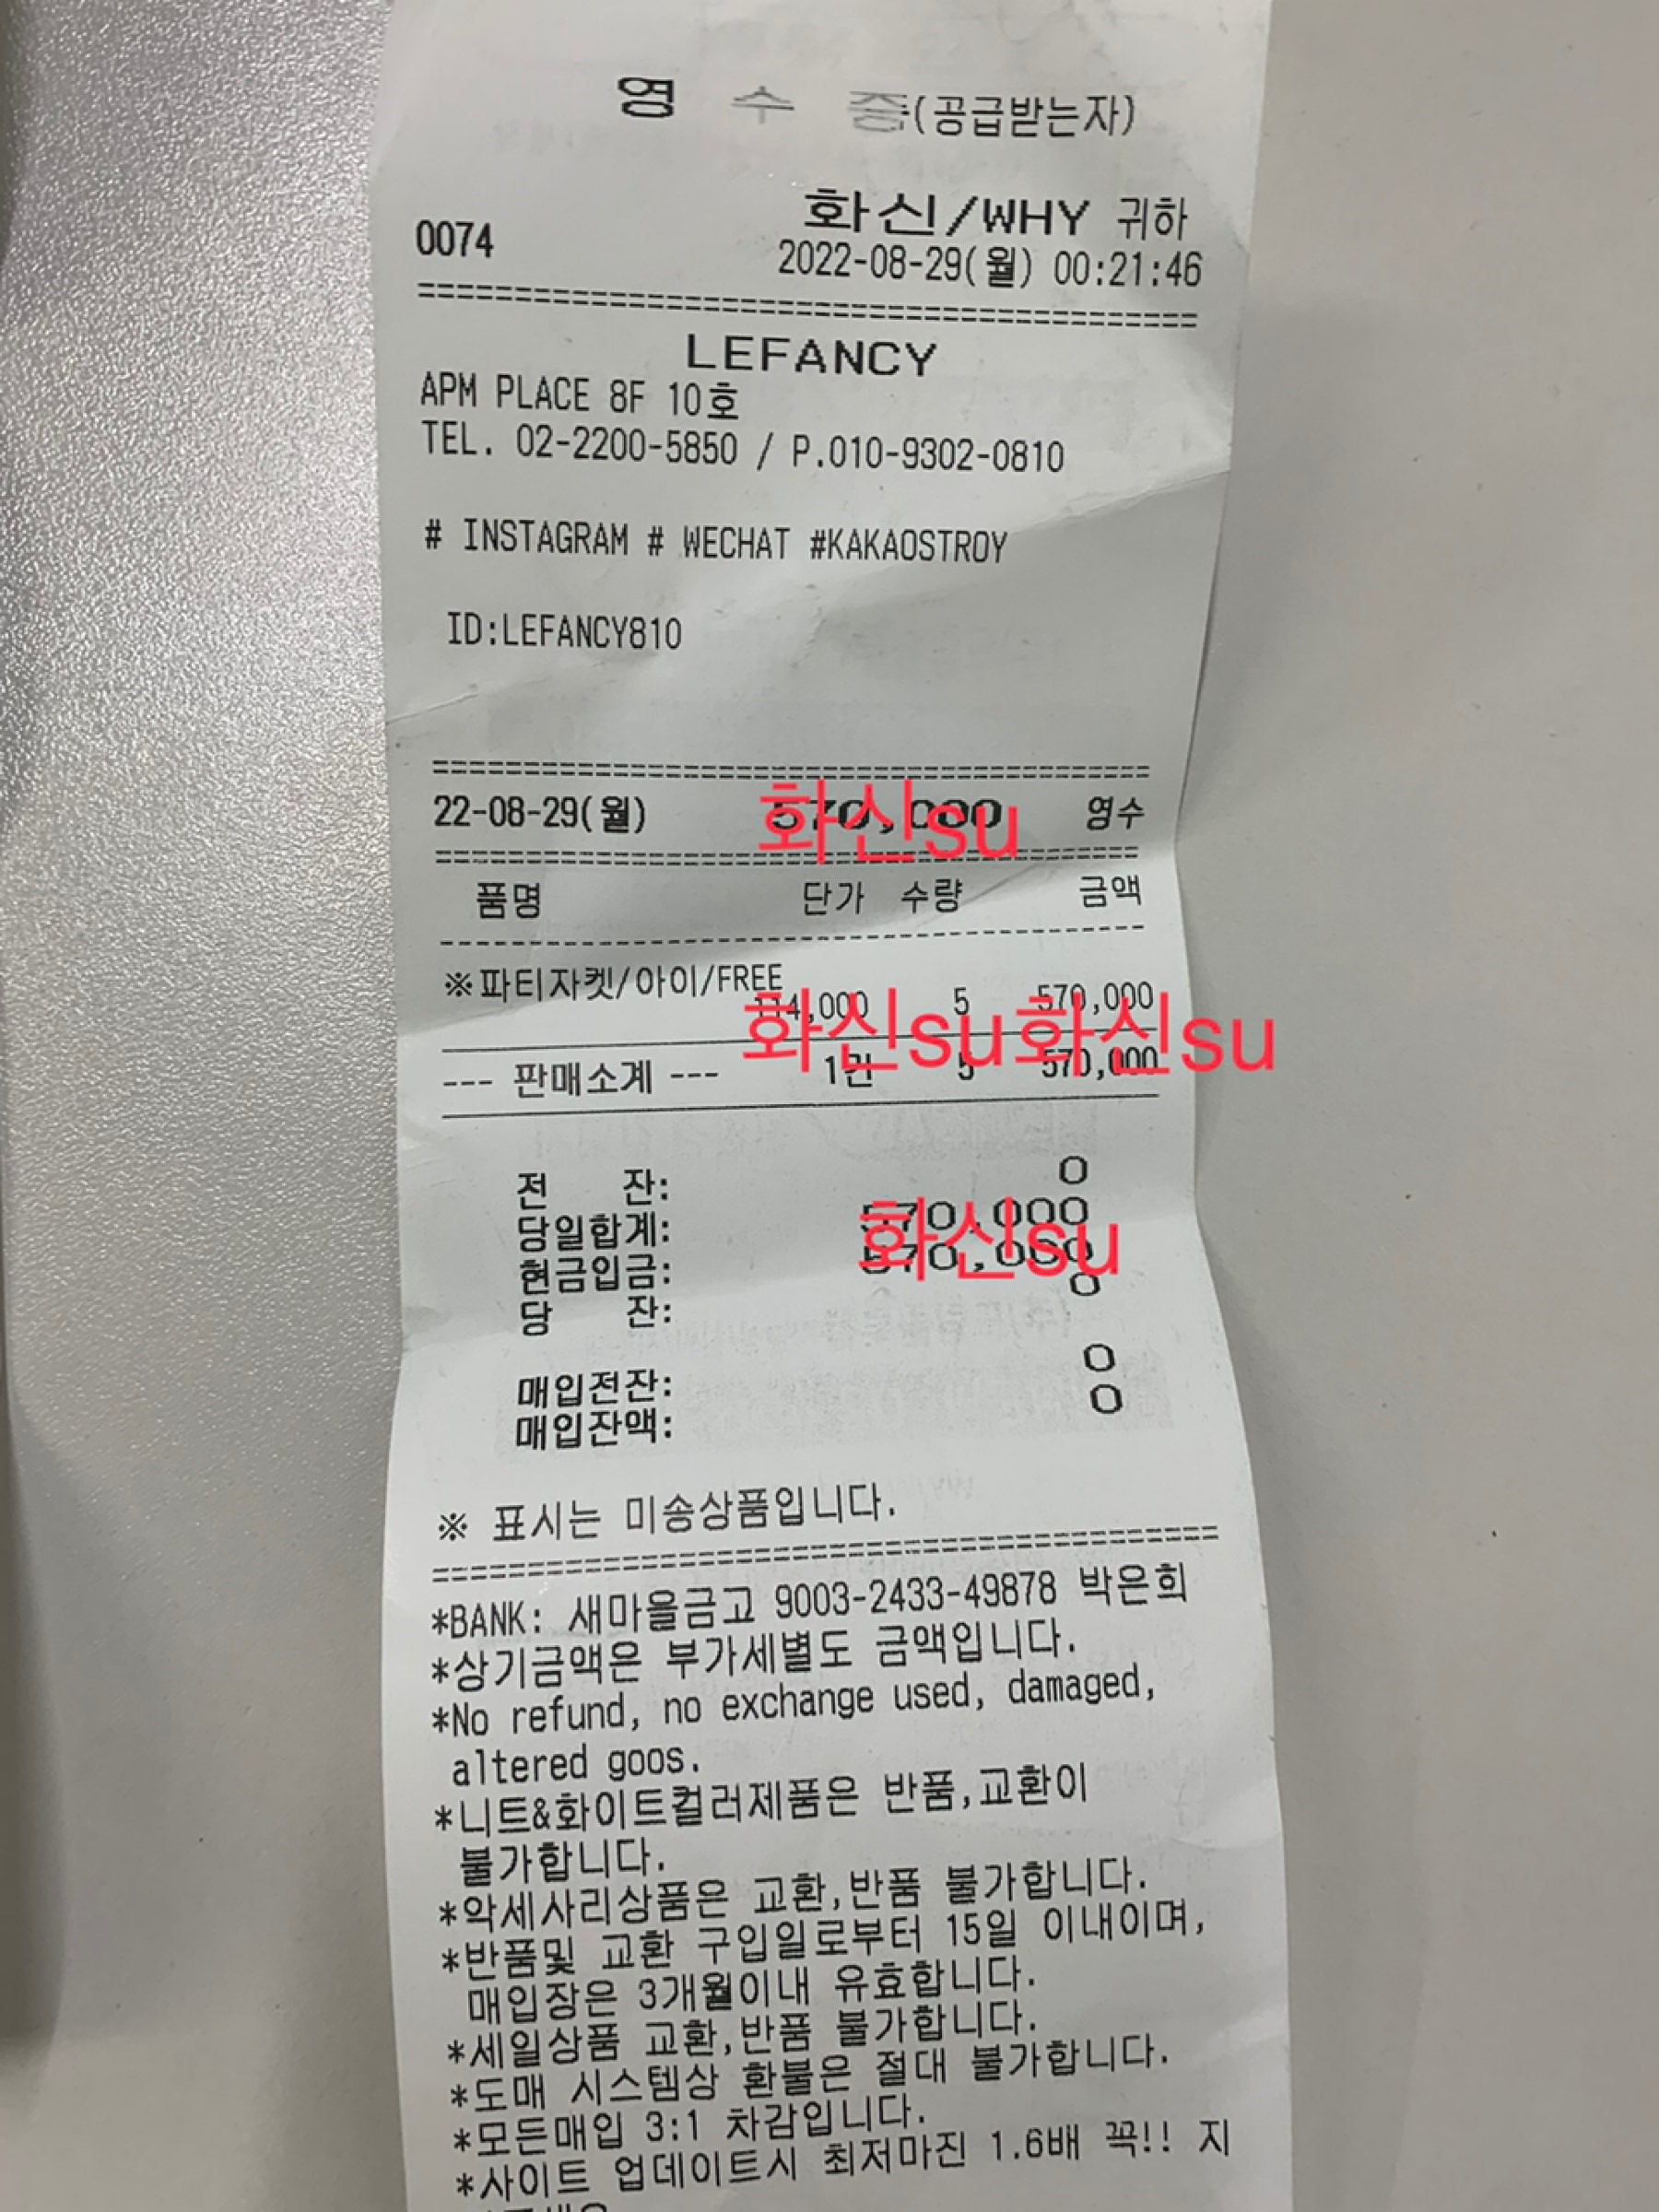 영 수 증(공급받는자)
화신/WHY 귀하
0074 2022-08-29(월) 00:21:46
LEFANCY
APM PLACE 8F 10호
TEL. 02-2200-5850 / P.010-9302-0810
# INSTAGRAM # WECHAT #KAKAOSTROY
ID:LEFANCY810
22-08-29(월) 570,000 영수
화신su
품명 단가 수량 금액
※파티자켓/아이/FREE
114,000 5 570,000
화신su화신su
--- 판매소계 --- 1건 5 570,000
전 잔: 0
당일합계: 570,000
화신su
현금입금: 570,000
당 잔: 0
매입전잔: 0
매입잔액: 0
※ 표시는 미송상품입니다.
*BANK: 새마을금고 9003-2433-49878 박은희
*상기금액은 부가세별도 금액입니다.
*No refund, no exchange used, damaged,
altered goos.
*니트&화이트컬러제품은 반품,교환이
불가합니다.
*악세사리상품은 교환,반품 불가합니다.
*반품및 교환 구입일로부터 15일 이내이며,
매입장은 3개월이내 유효합니다.
*세일상품 교환,반품 불가합니다.
*도매 시스템상 환불은 절대 불가합니다.
*모든매입 3:1 차감입니다.
*사이트 업데이트시 최저마진 1.6배 꼭!! 지